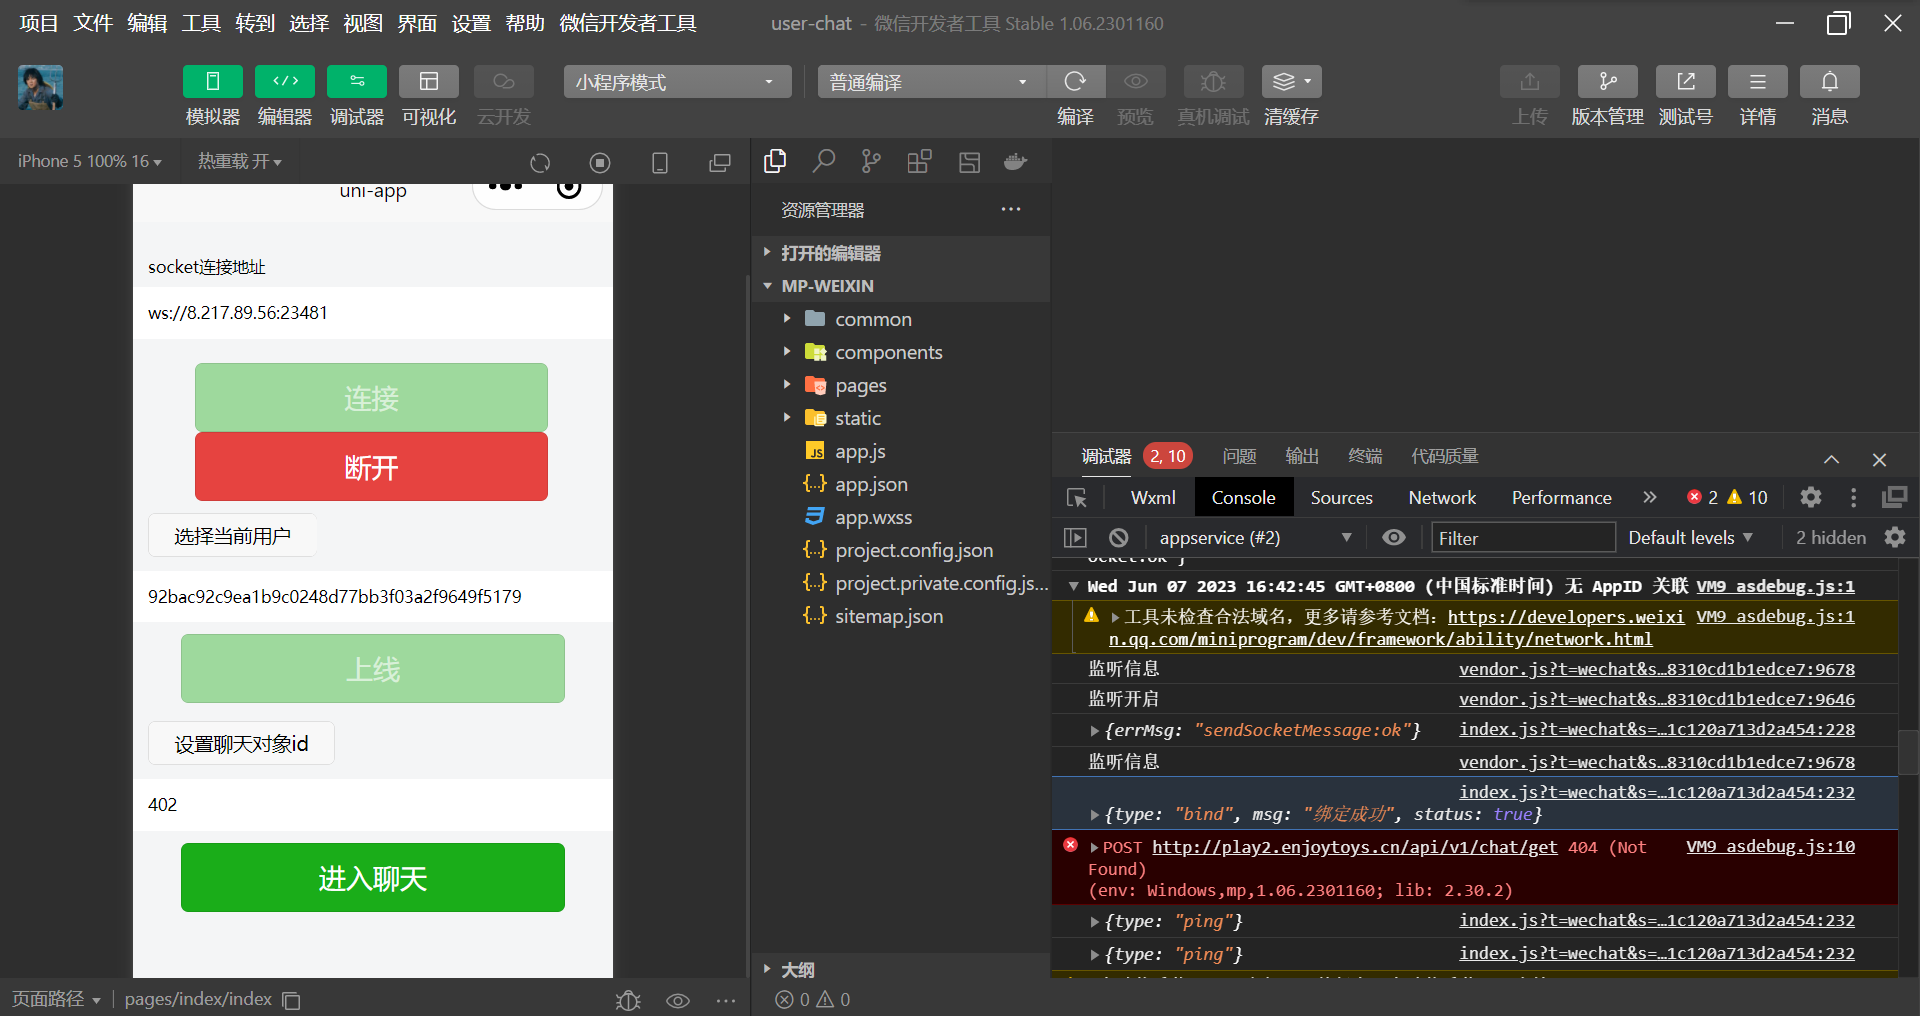 项目 文件 编辑 工具 转到 选择 视图 界面 设置 帮助 微信开发者工具
user-chat - 微信开发者工具 Stable 1.06.2301160
小程序模式
普通编译
模拟器 编辑器 调试器 可视化 云开发
编译 预览 真机调试 清缓存
上传 版本管理 测试号 详情 消息
iPhone 5 100% 16
热重载 开
uni-app
socket连接地址
ws://8.217.89.56:23481
连接
断开
选择当前用户
92bac92c9ea1b9c0248d77bb3f03a2f9649f5179
上线
设置聊天对象id
402
进入聊天
页面路径
pages/index/index
资源管理器
打开的编辑器
MP-WEIXIN
common
components
pages
static
JS app.js
{..} app.json
app.wxss
{..} project.config.json
{..} project.private.config.js...
{..} sitemap.json
大纲
0 0
调试器 2, 10 问题 输出 终端 代码质量
Wxml Console Sources Network Performance 2 10
appservice (#2)
Filter
Default levels
2 hidden
Wed Jun 07 2023 16:42:45 GMT+0800 (中国标准时间) 无 AppID 关联 VM9 asdebug.js:1
工具未检查合法域名，更多请参考文档：https://developers.weixi VM9 asdebug.js:1
n.qq.com/miniprogram/dev/framework/ability/network.html
监听信息 vendor.js?t=wechat&s…8310cd1b1edce7:9678
监听开启 vendor.js?t=wechat&s…8310cd1b1edce7:9646
{errMsg: "sendSocketMessage:ok"} index.js?t=wechat&s=…1c120a713d2a454:228
监听信息 vendor.js?t=wechat&s…8310cd1b1edce7:9678
index.js?t=wechat&s=…1c120a713d2a454:232
{type: "bind", msg: "绑定成功", status: true}
POST http://play2.enjoytoys.cn/api/v1/chat/get 404 (Not VM9 asdebug.js:10
Found)
(env: Windows,mp,1.06.2301160; lib: 2.30.2)
{type: "ping"} index.js?t=wechat&s=…1c120a713d2a454:232
{type: "ping"} index.js?t=wechat&s=…1c120a713d2a454:232